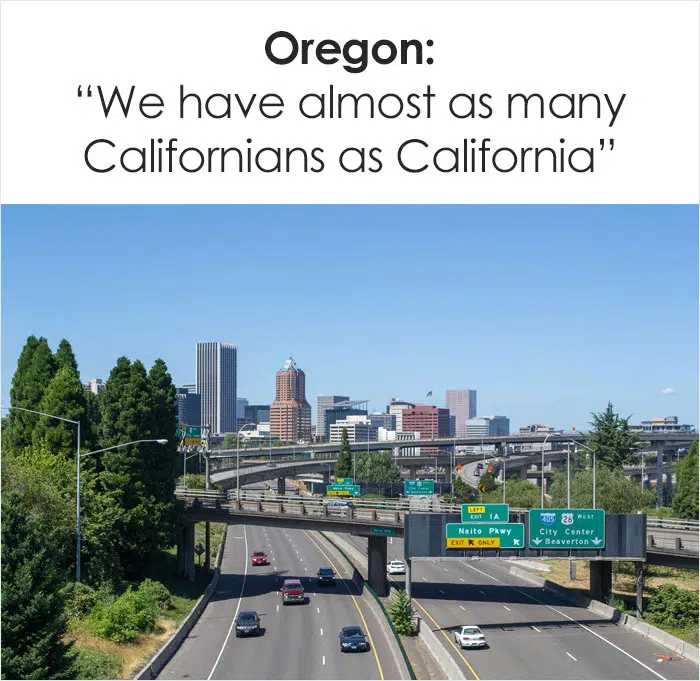 Oregon:
“We have almost as many
Californians as California”
LEFT
EXIT 1A
Naito Pkwy
EXIT ONLY
405 26 WEST
City Center
Beaverton